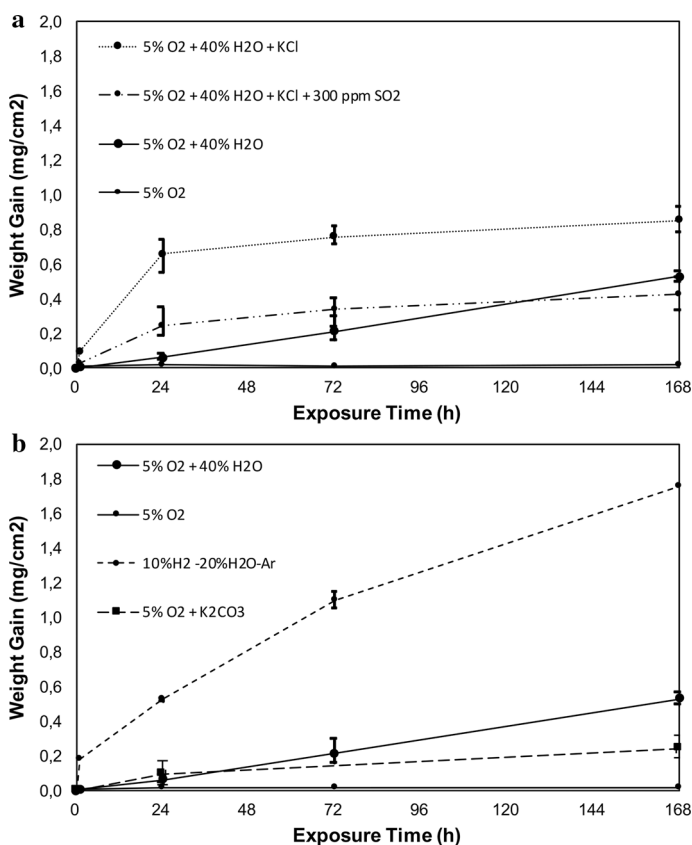 a
2,0
1,8
1,6
1,4
1,2
1,0
0,8
0,6
0,4
0,2
0,0
Weight Gain (mg/cm2)
5% O2 + 40% H2O + KCl
5% O2 + 40% H2O + KCl + 300 ppm SO2
5% O2 + 40% H2O
5% O2
0 24 48 72 96 120 144 168
Exposure Time (h)
b
2,0
1,8
1,6
1,4
1,2
1,0
0,8
0,6
0,4
0,2
0,0
Weight Gain (mg/cm2)
5% O2 + 40% H2O
5% O2
10%H2 -20%H2O-Ar
5% O2 + K2CO3
0 24 48 72 96 120 144 168
Exposure Time (h)